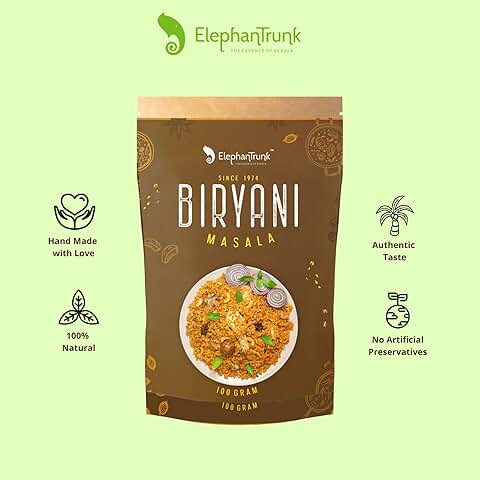 ElephanTrunk
THE ESSENCE OF KERALA
ElephanTrunk™
SINCE 1974
BIRYANI
MASALA
100 GRAM
100 GRAM
Hand Made
with Love
100%
Natural
Authentic
Taste
No Artificial
Preservatives